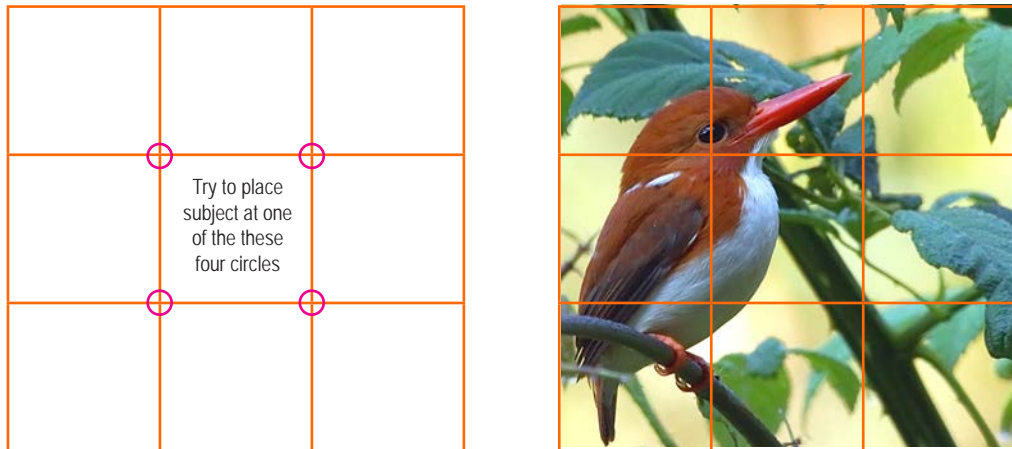 Try to place
subject at one
of the these
four circles